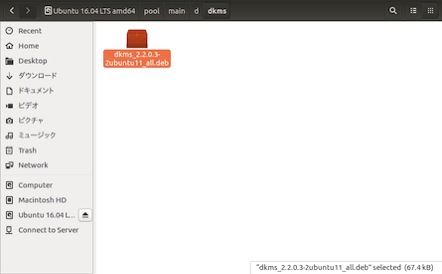 Ubuntu 16.04 LTS amd64 pool main d dkms
Recent
Home
Desktop
ダウンロード
ドキュメント
ビデオ
ピクチャ
ミュージック
Trash
Network
Computer
Macintosh HD
Ubuntu 16.04 L...
Connect to Server
dkms_2.2.0.3-
2ubuntu11_all.deb
"dkms_2.2.0.3-2ubuntu11_all.deb" selected (67.4 kB)